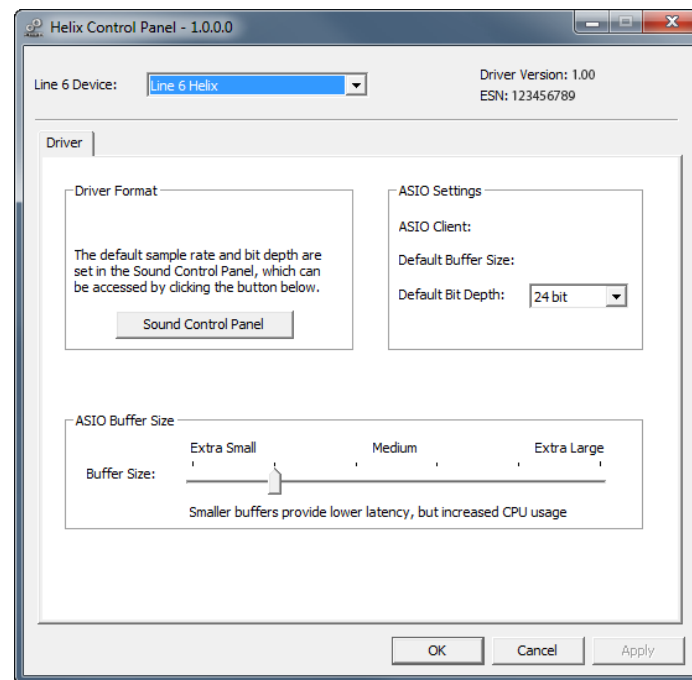 Helix Control Panel - 1.0.0.0
Line 6 Device:
Line 6 Helix
Driver Version: 1.00
ESN: 123456789
Driver
Driver Format
The default sample rate and bit depth are
set in the Sound Control Panel, which can
be accessed by clicking the button below.
Sound Control Panel
ASIO Settings
ASIO Client:
Default Buffer Size:
Default Bit Depth:
24 bit
ASIO Buffer Size
Extra Small
Medium
Extra Large
Buffer Size:
Smaller buffers provide lower latency, but increased CPU usage
OK
Cancel
Apply